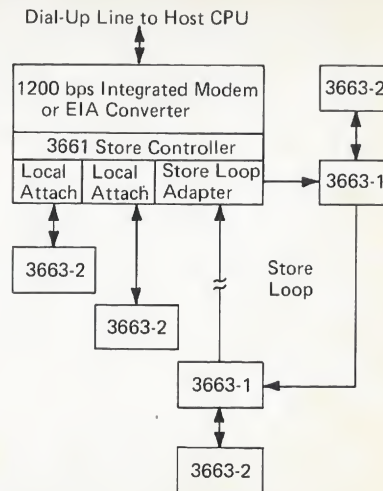 Dial-Up Line to Host CPU
1200 bps Integrated Modem
or EIA Converter
3661 Store Controller
Local
Attach
Local
Attach
Store Loop
Adapter
3663-2
3663-1
3663-2
3663-2
Store
Loop
3663-1
3663-2